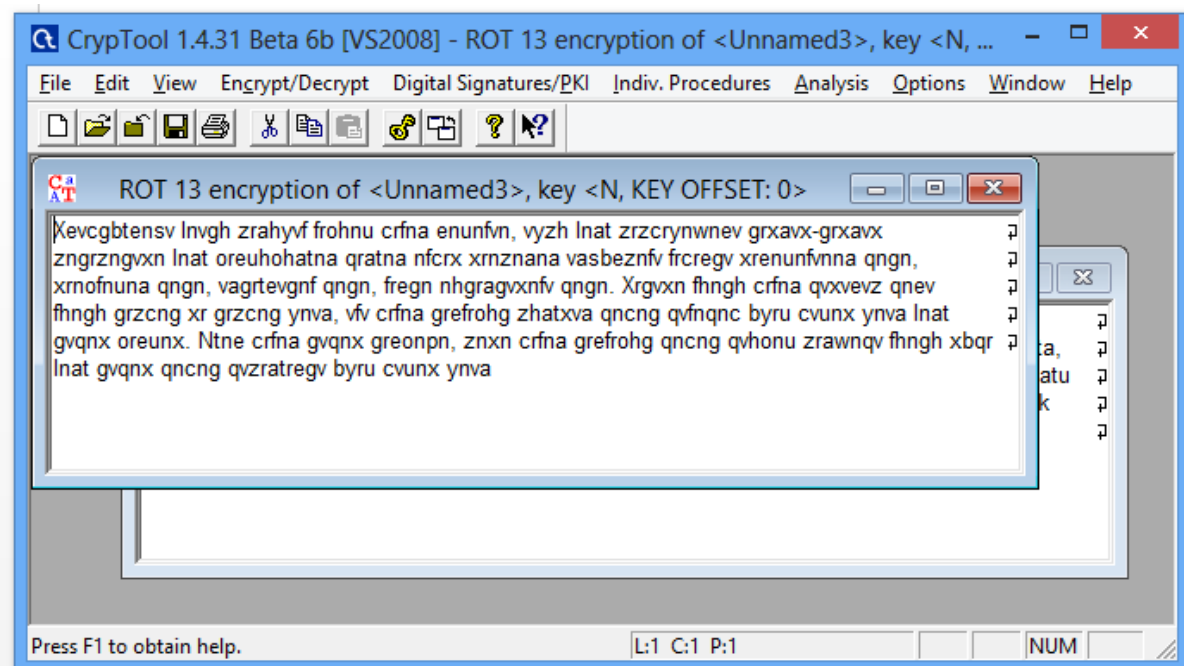 CrypTool 1.4.31 Beta 6b [VS2008] - ROT 13 encryption of <Unnamed3>, key <N, ...
File Edit View Encrypt/Decrypt Digital Signatures/PKI Indiv. Procedures Analysis Options Window Help
ROT 13 encryption of <Unnamed3>, key <N, KEY OFFSET: 0>
Xevcgbtensv lnvgh zrahyvf frohnu crfna enunfvn, vyzh lnat zrzcrynwnev grxavx-grxavx
zngrzngvxn lnat oreuhohatna qratna nfcrx xrnznana vasbeznfv frcregv xrenunfvnna qngn,
xrnofnuna qngn, vagrtevgnf qngn, fregn nhgragvxnfv qngn. Xrgvxn fhngh crfna qvxvevz qnev
fhngh grzcng xr grzcng ynva, vfv crfna grefrohg zhatxva qncng qvfnqnc byru cvunx ynva lnat
gvqnx oreunx. Ntne crfna gvqnx greonpn, znxn crfna grefrohg qncng qvhonu zrawnqv fhngh xbqr
lnat gvqnx qncng qvzratregv byru cvunx ynva
ta,
atu
k
Press F1 to obtain help. L:1 C:1 P:1 NUM